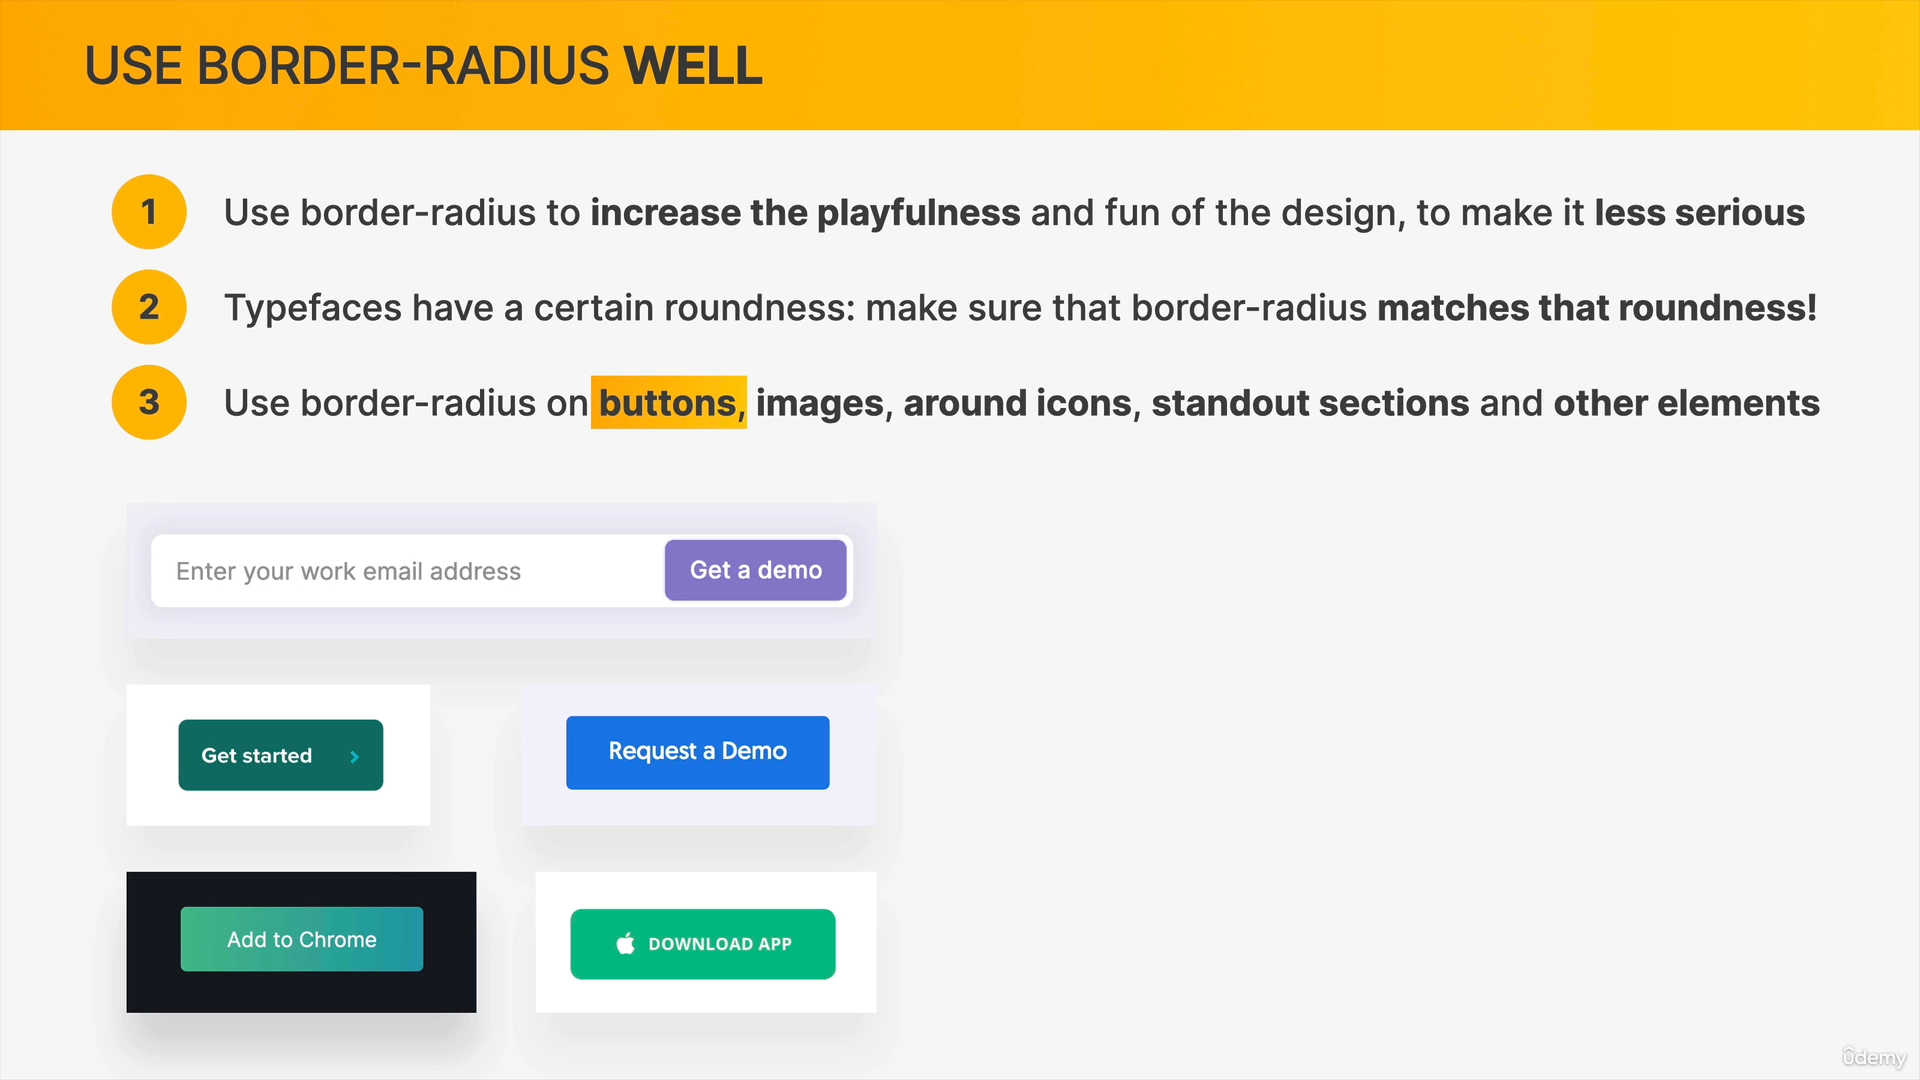 USE BORDER-RADIUS WELL
1 Use border-radius to increase the playfulness and fun of the design, to make it less serious
2 Typefaces have a certain roundness: make sure that border-radius matches that roundness!
3 Use border-radius on buttons, images, around icons, standout sections and other elements
Enter your work email address Get a demo
Get started Request a Demo
Add to Chrome DOWNLOAD APP
ûdemy